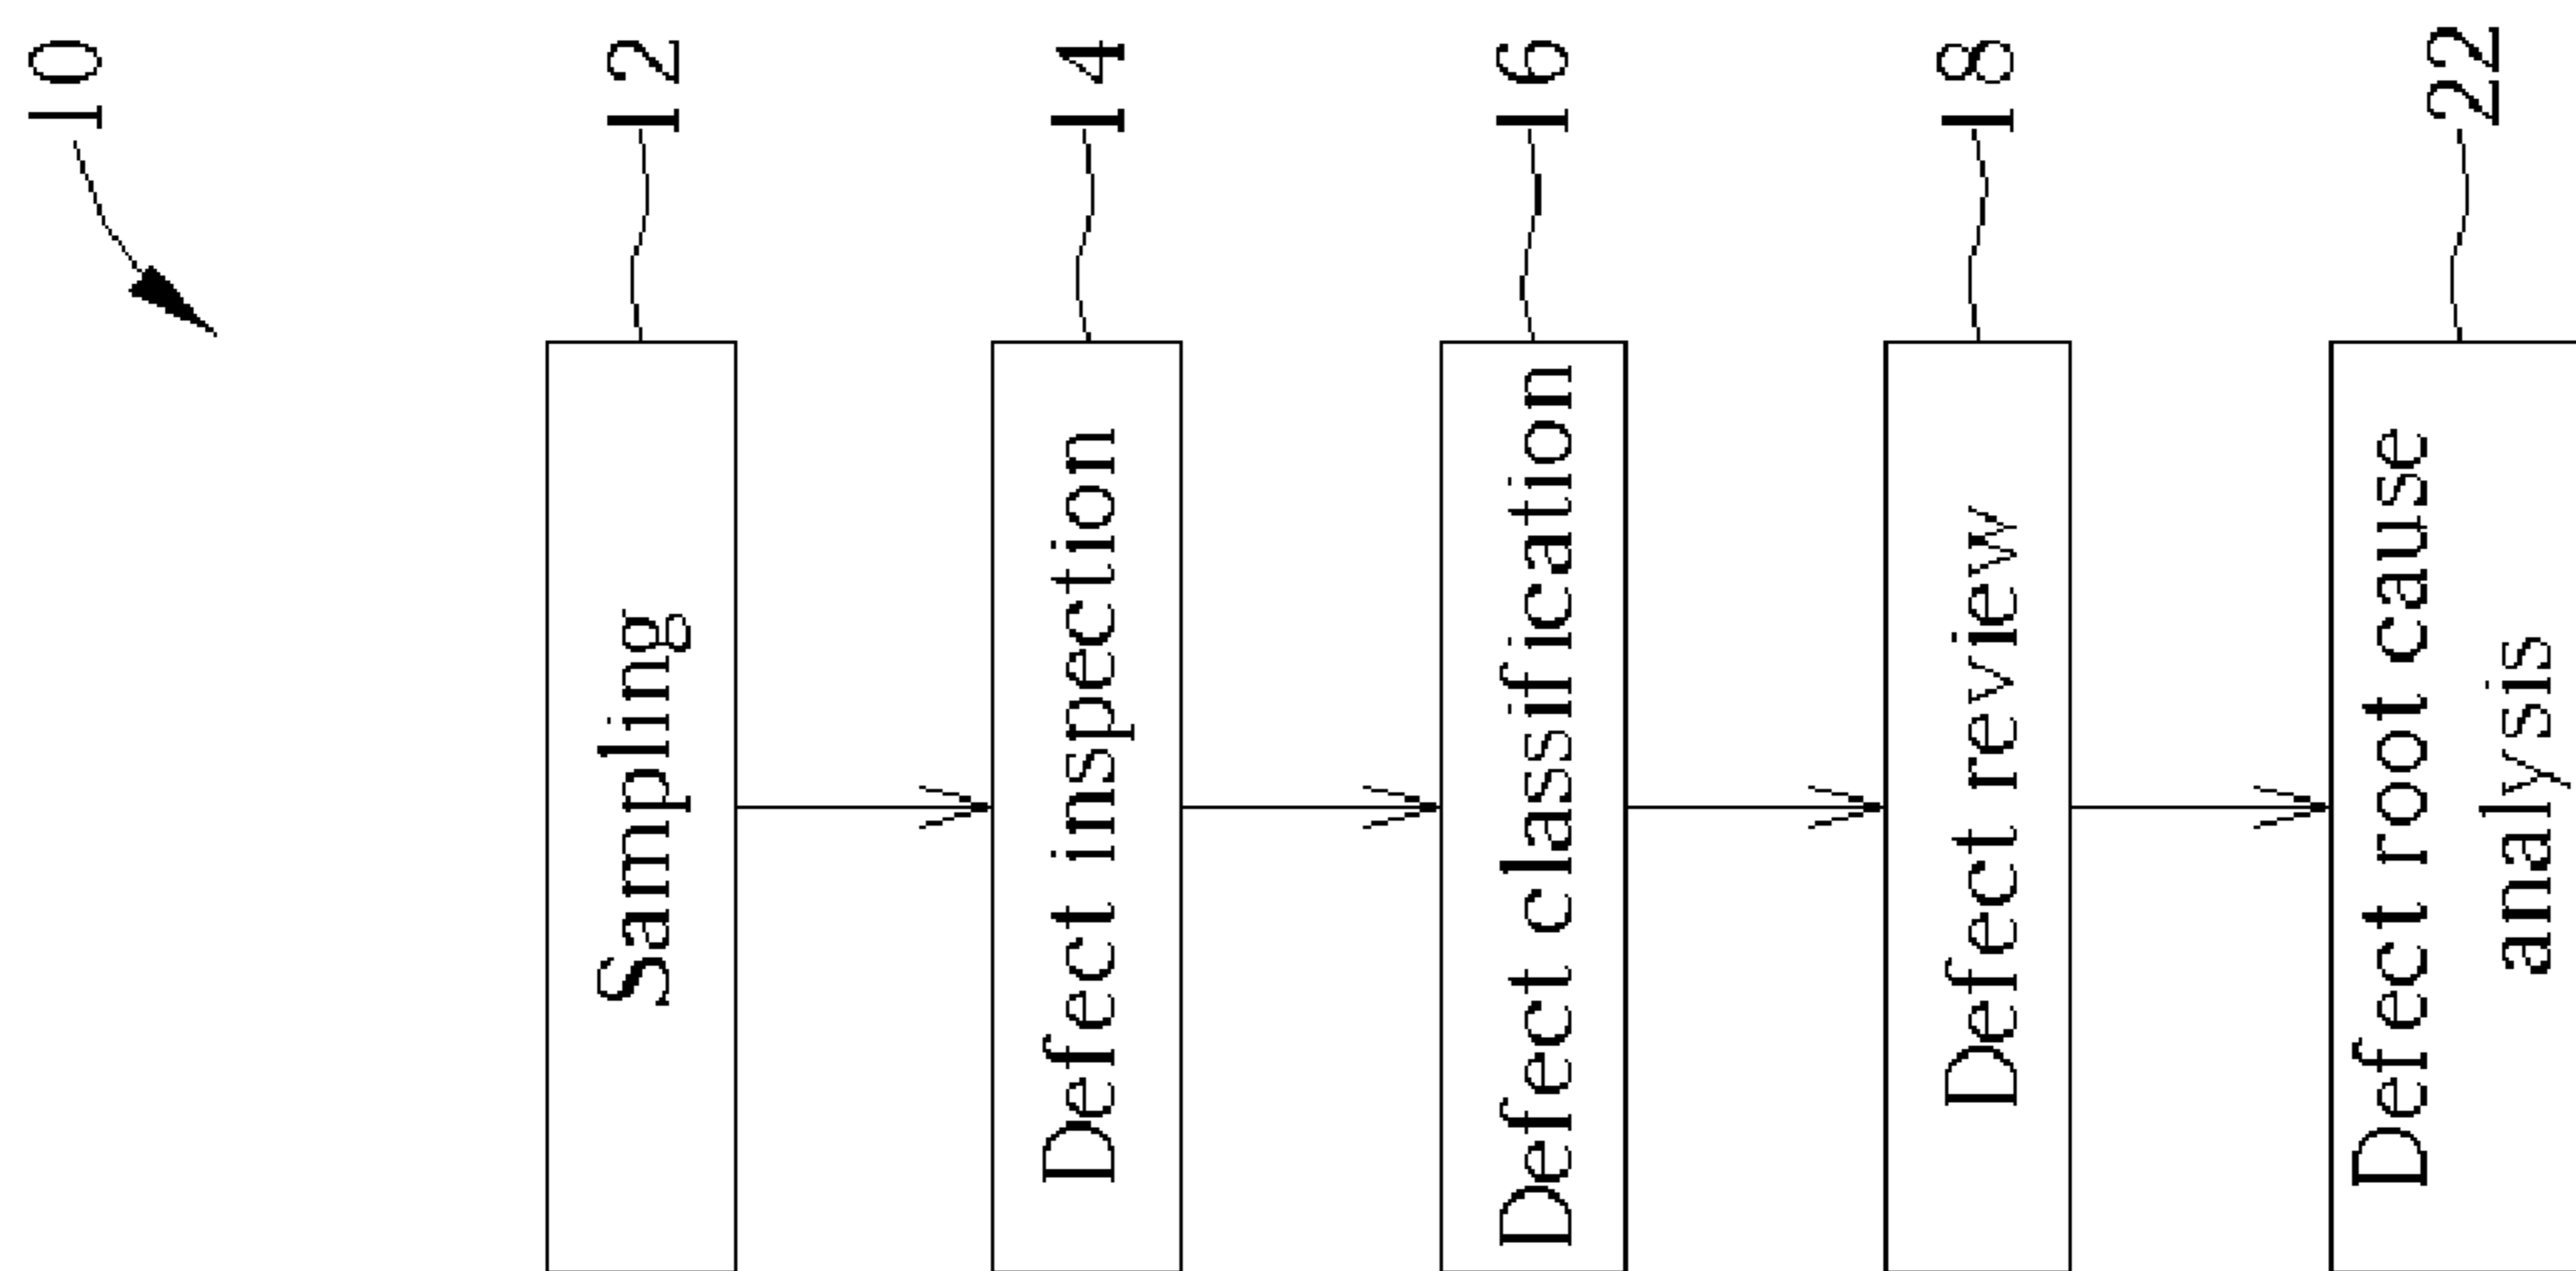 10
Sampling
12
Defect inspection
14
Defect classification
16
Defect review
18
Defect root cause
analysis
22